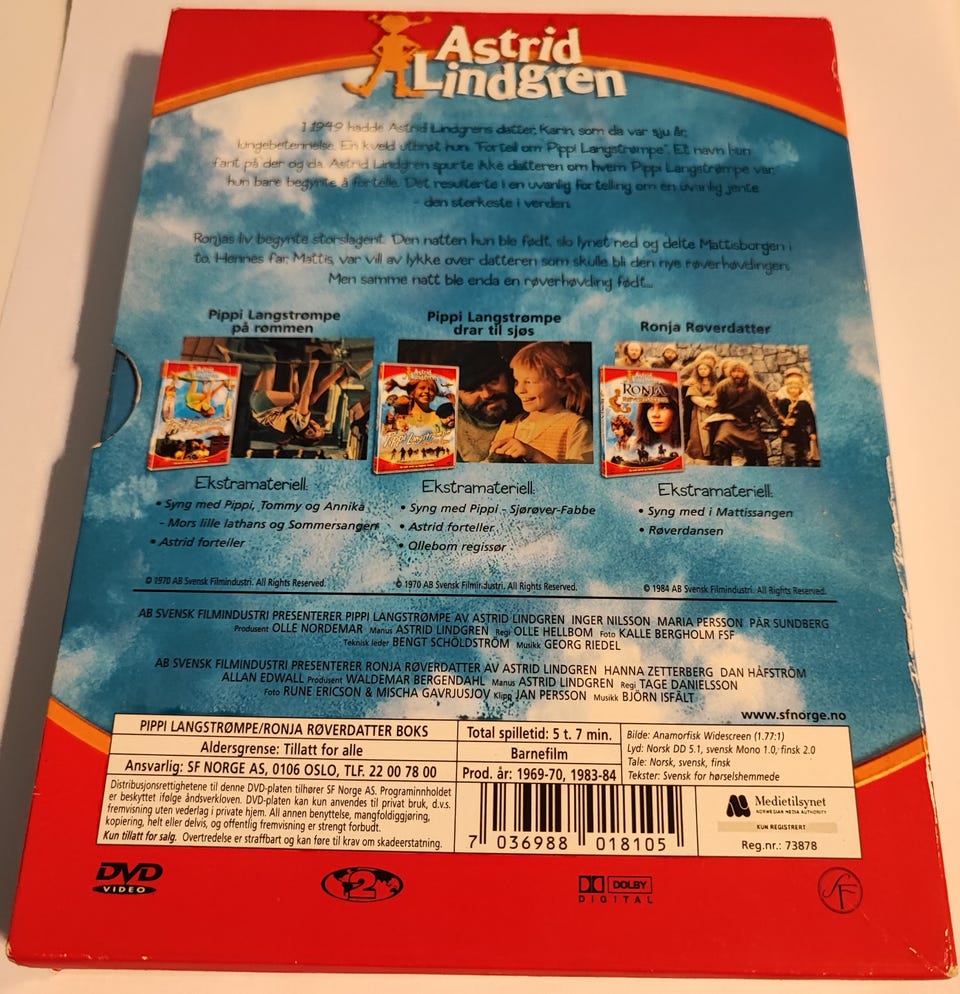 Astrid
Lindgren
I 1949 hadde Astrid Lindgrens datter, Karin, som da var sju år,
lungebetennelse. En kveld utbrøt hun "Fortell om Pippi Langstrømpe". Et navn hun
fant på der og da. Astrid Lindgren spurte ikke datteren om hvem Pippi Langstrømpe var,
hun bare begynte å fortelle. Det resulterte i en uvanlig fortelling om en uvanlig jente
- den sterkeste i verden.
Ronjas liv begynte storslagent. Den natten hun ble født, slo lynet ned og delte Mattisborgen i
to. Hennes far, Mattis, var vill av lykke over datteren som skulle bli den nye røverhøvdingen.
Men samme natt ble enda en røverhøvding født...
Pippi Langstrømpe
på rømmen
Pippi Langstrømpe
drar til sjøs
Ronja Røverdatter
Astrid
Lindgren
Astrid
Lindgren
Astrid
Lindgren
RONJA
Ekstramateriell:
• Syng med Pippi, Tommy og Annika
- Mors lille lathans og Sommersangen
• Astrid forteller
Ekstramateriell:
• Syng med Pippi - Sjørøver-Fabbe
• Astrid forteller
• Ollebom regissør
Ekstramateriell:
• Syng med i Mattissangen
• Røverdansen
© 1970 AB Svensk Filmindustri. All Rights Reserved.
© 1970 AB Svensk Filmindustri. All Rights Reserved.
© 1984 AB Svensk Filmindustri. All Rights Reserved.
AB SVENSK FILMINDUSTRI PRESENTERER PIPPI LANGSTRØMPE AV ASTRID LINDGREN INGER NILSSON MARIA PERSSON PÄR SUNDBERG
Produsent OLLE NORDEMAR Manus ASTRID LINDGREN Regi OLLE HELLBOM Foto KALLE BERGHOLM FSF
Teknisk leder BENGT SCHÖLDSTRÖM Musikk GEORG RIEDEL
AB SVENSK FILMINDUSTRI PRESENTERER RONJA RØVERDATTER AV ASTRID LINDGREN HANNA ZETTERBERG DAN HÅFSTRÖM
ALLAN EDWALL Produsent WALDEMAR BERGENDAHL Manus ASTRID LINDGREN Regi TAGE DANIELSSON
Foto RUNE ERICSON & MISCHA GAVRJUSJOV Klipp JAN PERSSON Musikk BJÖRN ISFÄLT
www.sfnorge.no
PIPPI LANGSTRØMPE/RONJA RØVERDATTER BOKS
Aldersgrense: Tillatt for alle
Ansvarlig: SF NORGE AS, 0106 OSLO, TLF. 22 00 78 00
Total spilletid: 5 t. 7 min.
Barnefilm
Prod. år: 1969-70, 1983-84
Bilde: Anamorfisk Widescreen (1.77:1)
Lyd: Norsk DD 5.1, svensk Mono 1.0, finsk 2.0
Tale: Norsk, svensk, finsk
Tekster: Svensk for hørselshemmede
Distribusjonsrettighetene til denne DVD-platen tilhører SF Norge AS. Programinnholdet
er beskyttet ifølge åndsverkloven. DVD-platen kan kun anvendes til privat bruk, d.v.s.
fremvisning uten vederlag i privat hjem. All annen benyttelse, mangfoldiggjøring,
kopiering, helt eller delvis, og offentlig fremvisning er strengt forbudt.
Kun tillatt for salg. Overtredelse er straffbart og kan føre til krav om skadeerstatning.
7 036988 018105
Medietilsynet
NORWEGIAN MEDIA AUTHORITY
KUN REGISTRERT
Reg.nr.: 73878
DVD
VIDEO
2
DOLBY
DIGITAL
SF